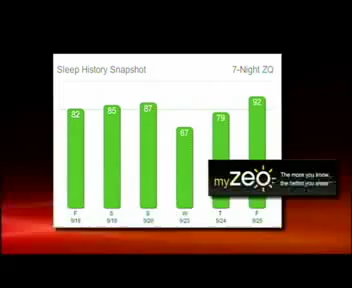 Sleep History Snapshot 7-Night ZQ
82 85 87 67 79 92
F S S W T F
9/18 9/19 9/20 9/23 9/24 9/25
myZEO
The more you know...
the better you sleep